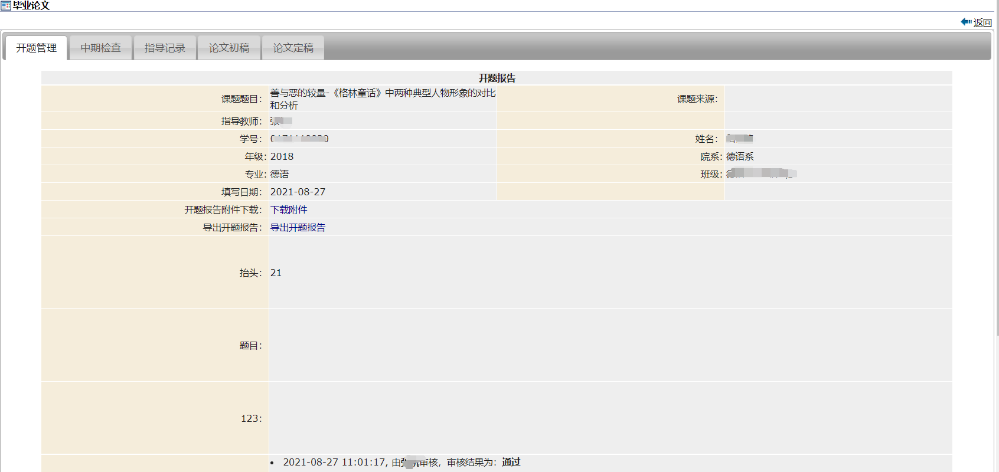 毕业论文
返回
开题管理 中期检查 指导记录 论文初稿 论文定稿
开题报告
课题题目： 善与恶的较量-《格林童话》中两种典型人物形象的对比
和分析
课题来源：
指导教师： 张
学号：
姓名：
年级： 2018
院系： 德语系
专业： 德语
班级：
填写日期： 2021-08-27
开题报告附件下载： 下载附件
导出开题报告： 导出开题报告
抬头： 21
题目：
123：
• 2021-08-27 11:01:17, 由张 审核，审核结果为：通过